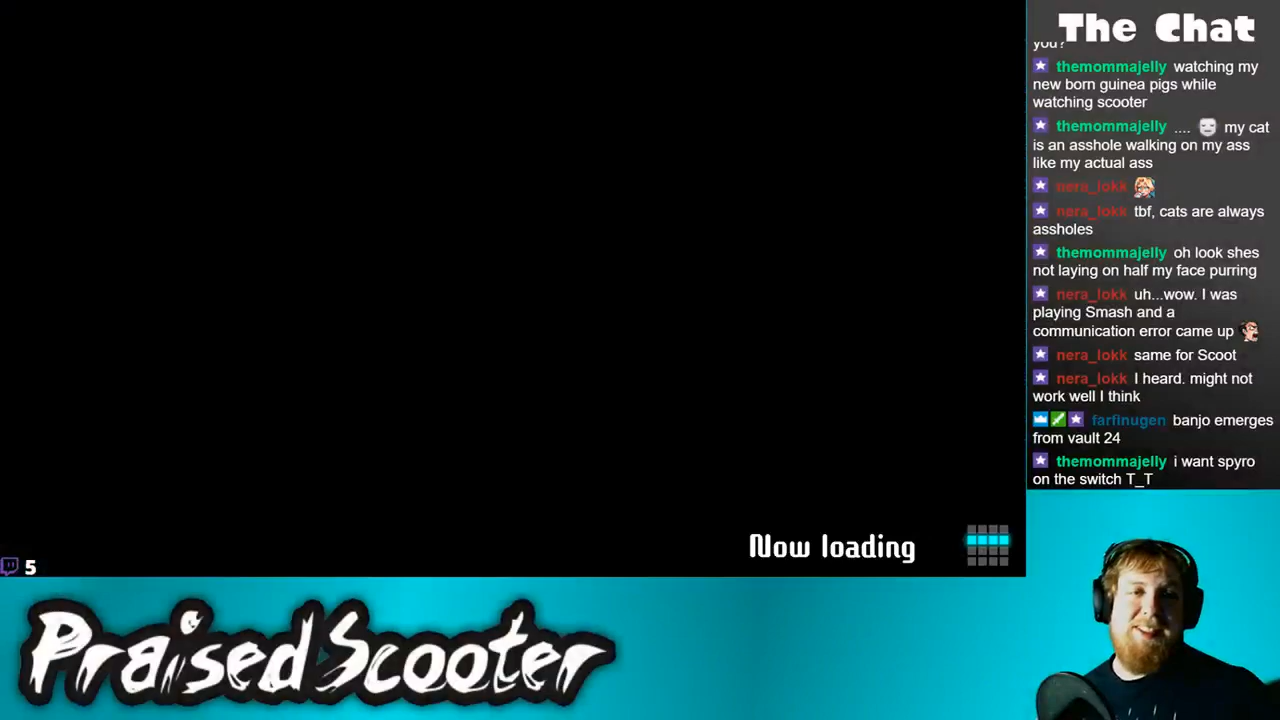 The Chat
you?
themommajelly watching my
new born guinea pigs while
watching scooter
themommajelly .... my cat
is an asshole walking on my ass
like my actual ass
nera_lokk
nera_lokk tbf, cats are always
assholes
themommajelly oh look shes
not laying on half my face purring
nera_lokk uh...wow. I was
playing Smash and a
communication error came up
nera_lokk same for Scoot
nera_lokk I heard. might not
work well I think
farfinugen banjo emerges
from vault 24
themommajelly i want spyro
on the switch T_T
Now loading
5
PraisedScooter